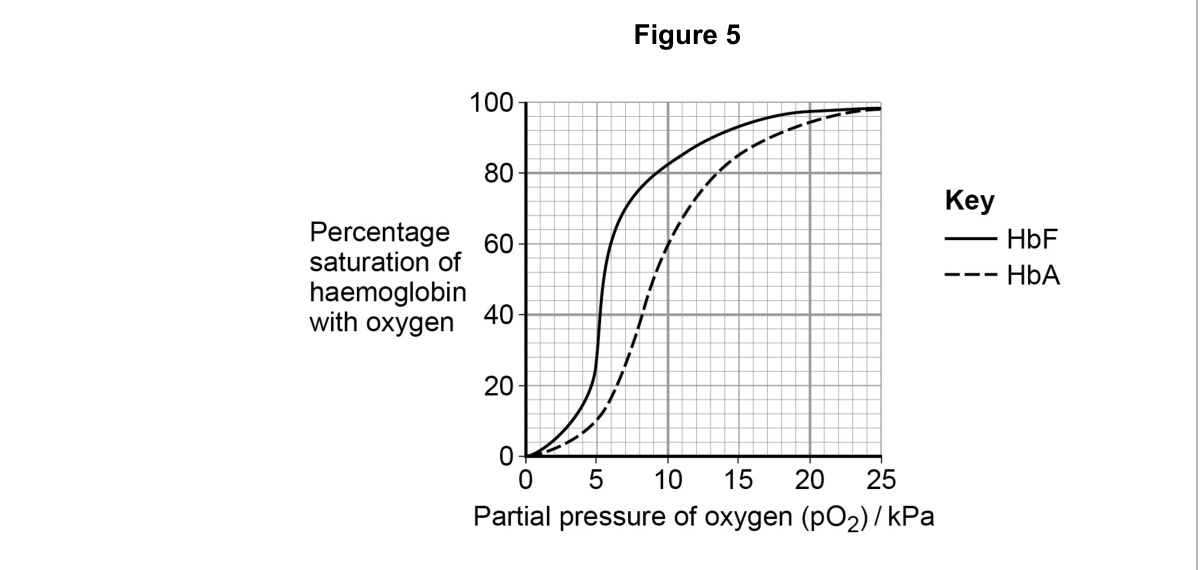 Figure 5
100
80
60
40
20
0
Percentage
saturation of
haemoglobin
with oxygen
0 5 10 15 20 25
Partial pressure of oxygen (pO₂) / kPa
Key
HbF
HbA